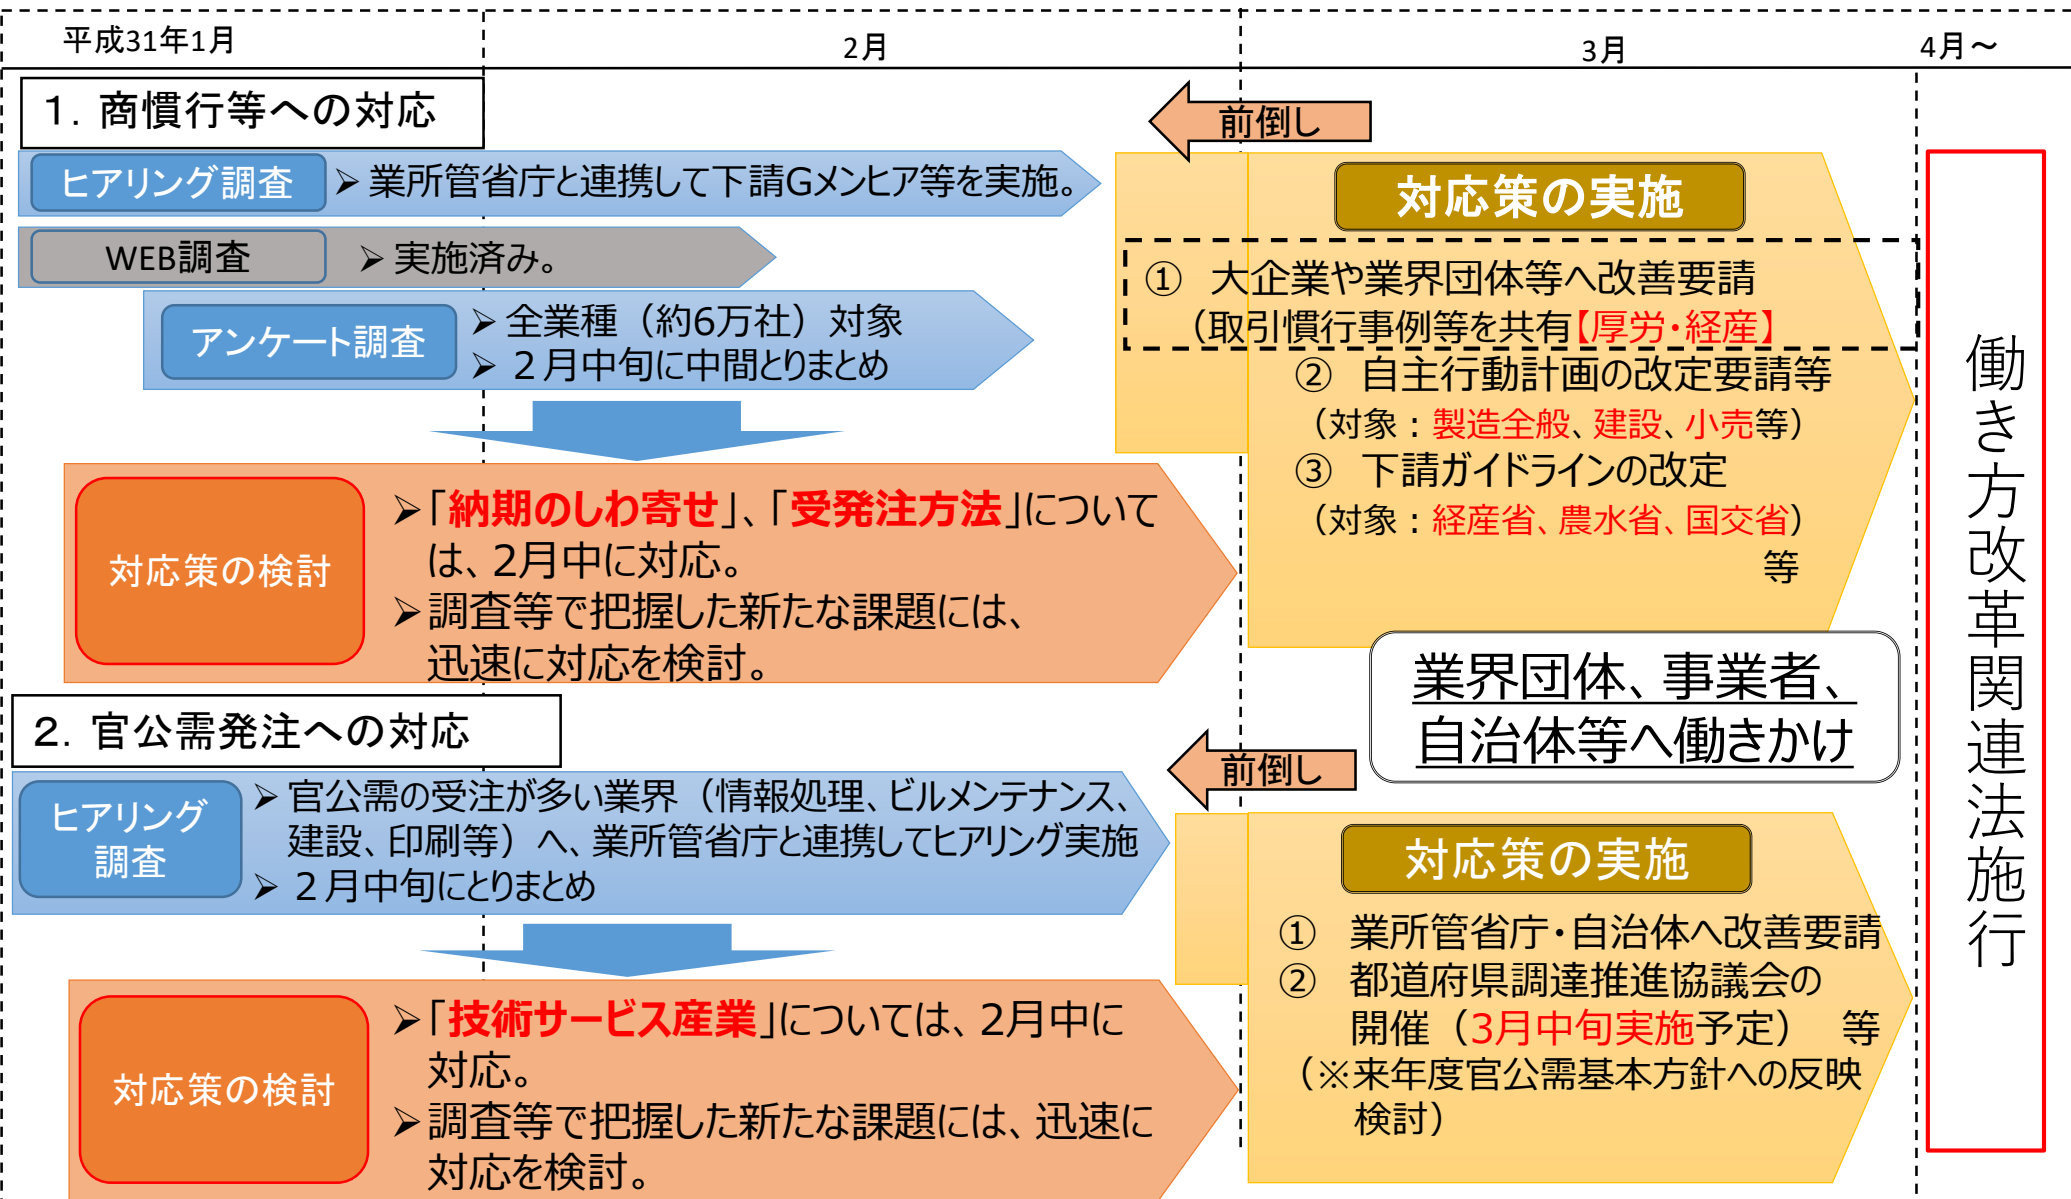 平成31年1月
2月
3月
4月～
１．商慣行等への対応
前倒し
ヒアリング調査
➢ 業所管省庁と連携して下請Gメンヒア等を実施。
WEB調査
➢ 実施済み。
アンケート調査
➢ 全業種（約6万社）対象
➢ ２月中旬に中間とりまとめ
対応策の検討
➢「納期のしわ寄せ」、「受発注方法」について
は、2月中に対応。
➢調査等で把握した新たな課題には、
迅速に対応を検討。
対応策の実施
① 大企業や業界団体等へ改善要請
（取引慣行事例等を共有【厚労・経産】
② 自主行動計画の改定要請等
（対象：製造全般、建設、小売等）
③ 下請ガイドラインの改定
（対象：経産省、農水省、国交省）
等
業界団体、事業者、
自治体等へ働きかけ
２．官公需発注への対応
前倒し
ヒアリング
調査
➢ 官公需の受注が多い業界（情報処理、ビルメンテナンス、
建設、印刷等）へ、業所管省庁と連携してヒアリング実施
➢ ２月中旬にとりまとめ
対応策の検討
➢「技術サービス産業」については、2月中に
対応。
➢調査等で把握した新たな課題には、迅速に
対応を検討。
対応策の実施
① 業所管省庁・自治体へ改善要請
② 都道府県調達推進協議会の
開催（3月中旬実施予定） 等
（※来年度官公需基本方針への反映
検討）
働き方改革関連法施行